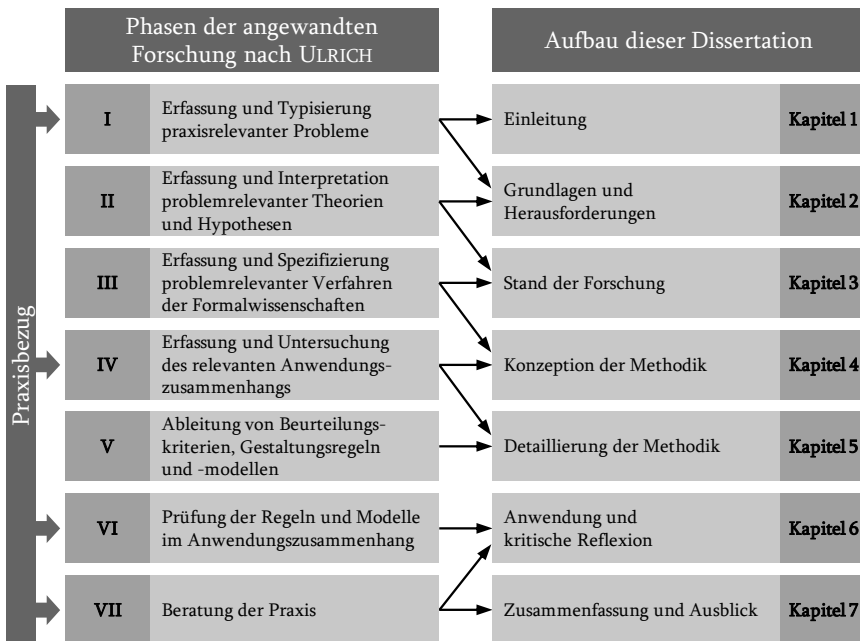 Phasen der angewandten
Forschung nach ULRICH
Aufbau dieser Dissertation
Praxisbezug
I
Erfassung und Typisierung
praxisrelevanter Probleme
Einleitung
Kapitel 1
II
Erfassung und Interpretation
problemrelevanter Theorien
und Hypothesen
Grundlagen und
Herausforderungen
Kapitel 2
III
Erfassung und Spezifizierung
problemrelevanter Verfahren
der Formalwissenschaften
Stand der Forschung
Kapitel 3
IV
Erfassung und Untersuchung
des relevanten Anwendungs-
zusammenhangs
Konzeption der Methodik
Kapitel 4
V
Ableitung von Beurteilungs-
kriterien, Gestaltungsregeln
und -modellen
Detaillierung der Methodik
Kapitel 5
VI
Prüfung der Regeln und Modelle
im Anwendungszusammenhang
Anwendung und
kritische Reflexion
Kapitel 6
VII
Beratung der Praxis
Zusammenfassung und Ausblick
Kapitel 7